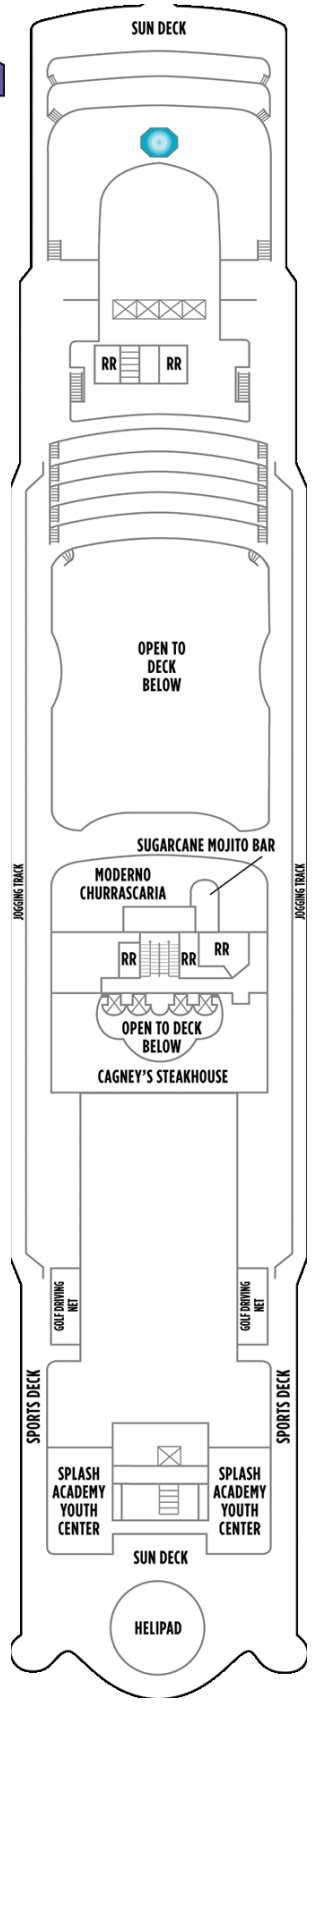 SUN DECK
RR
RR
OPEN TO
DECK
BELOW
SUGARCANE MOJITO BAR
MODERNO
CHURRASCARIA
JOGGING TRACK
JOGGING TRACK
RR
RR
RR
OPEN TO DECK
BELOW
CAGNEY'S STEAKHOUSE
GOLF DRIVING
NET
GOLF DRIVING
NET
SPORTS DECK
SPORTS DECK
SPLASH
ACADEMY
YOUTH
CENTER
SPLASH
ACADEMY
YOUTH
CENTER
SUN DECK
HELIPAD